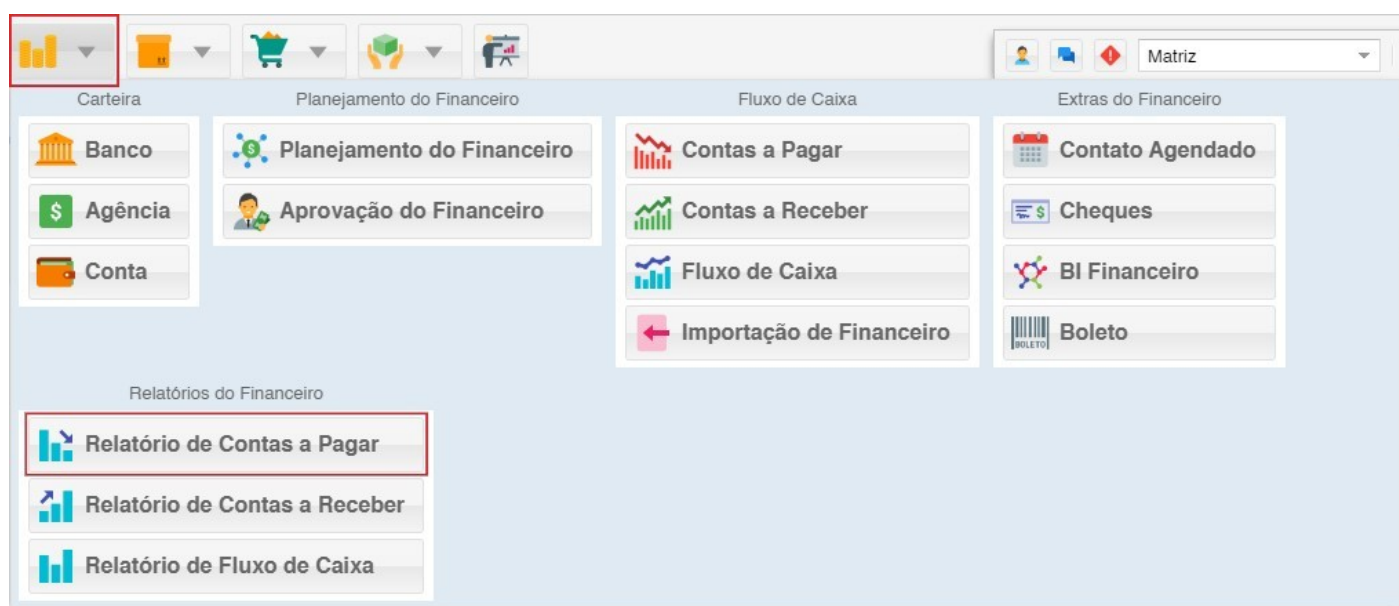 Matriz
Carteira
Banco
Agência
Conta
Planejamento do Financeiro
Planejamento do Financeiro
Aprovação do Financeiro
Fluxo de Caixa
Contas a Pagar
Contas a Receber
Fluxo de Caixa
Importação de Financeiro
Extras do Financeiro
Contato Agendado
Cheques
BI Financeiro
BOLETO
Boleto
Relatórios do Financeiro
Relatório de Contas a Pagar
Relatório de Contas a Receber
Relatório de Fluxo de Caixa